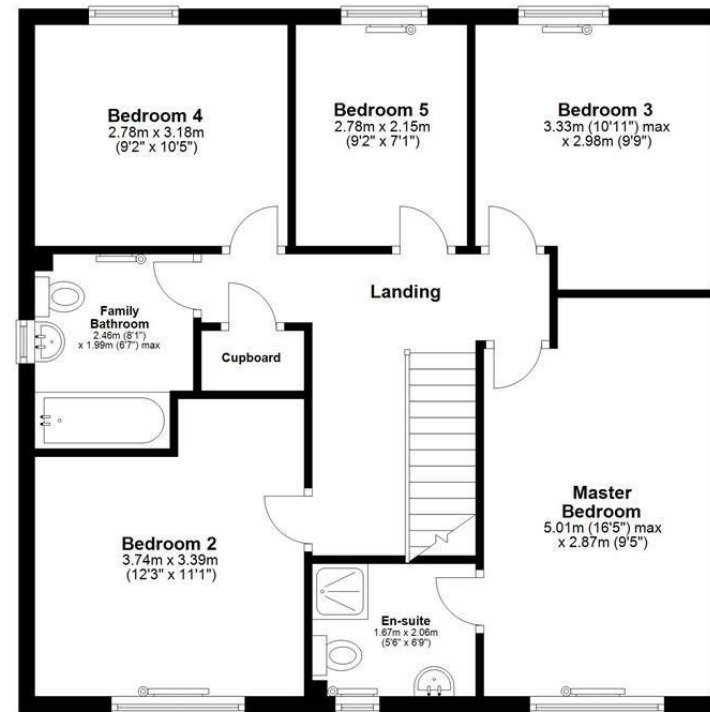 Bedroom 4
2.78m x 3.18m
(9'2" x 10'5")
Bedroom 5
2.78m x 2.15m
(9'2" x 7'1")
Bedroom 3
3.33m (10'11") max
x 2.98m (9'9")
Landing
Family
Bathroom
2.46m (8'1")
x 1.99m (6'7") max
Cupboard
Bedroom 2
3.74m x 3.39m
(12'3" x 11'1")
Master
Bedroom
5.01m (16'5") max
x 2.87m (9'5")
En-suite
1.67m x 2.06m
(5'6" x 6'9")